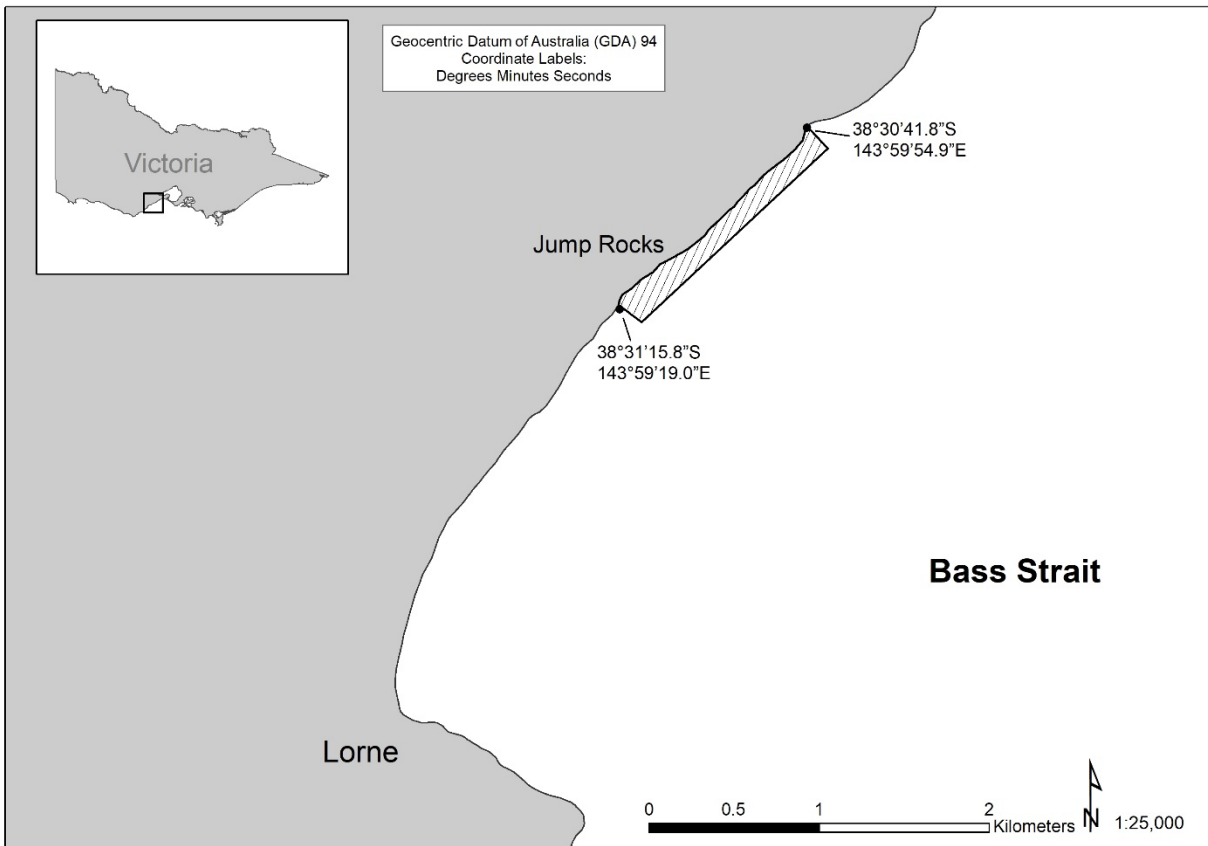 Geocentric Datum of Australia (GDA) 94
Coordinate Labels:
Degrees Minutes Seconds
Victoria
38°30'41.8"S
143°59'54.9"E
Jump Rocks
38°31'15.8"S
143°59'19.0"E
Bass Strait
Lorne
0 0.5 1 2
Kilometers
N
1:25,000